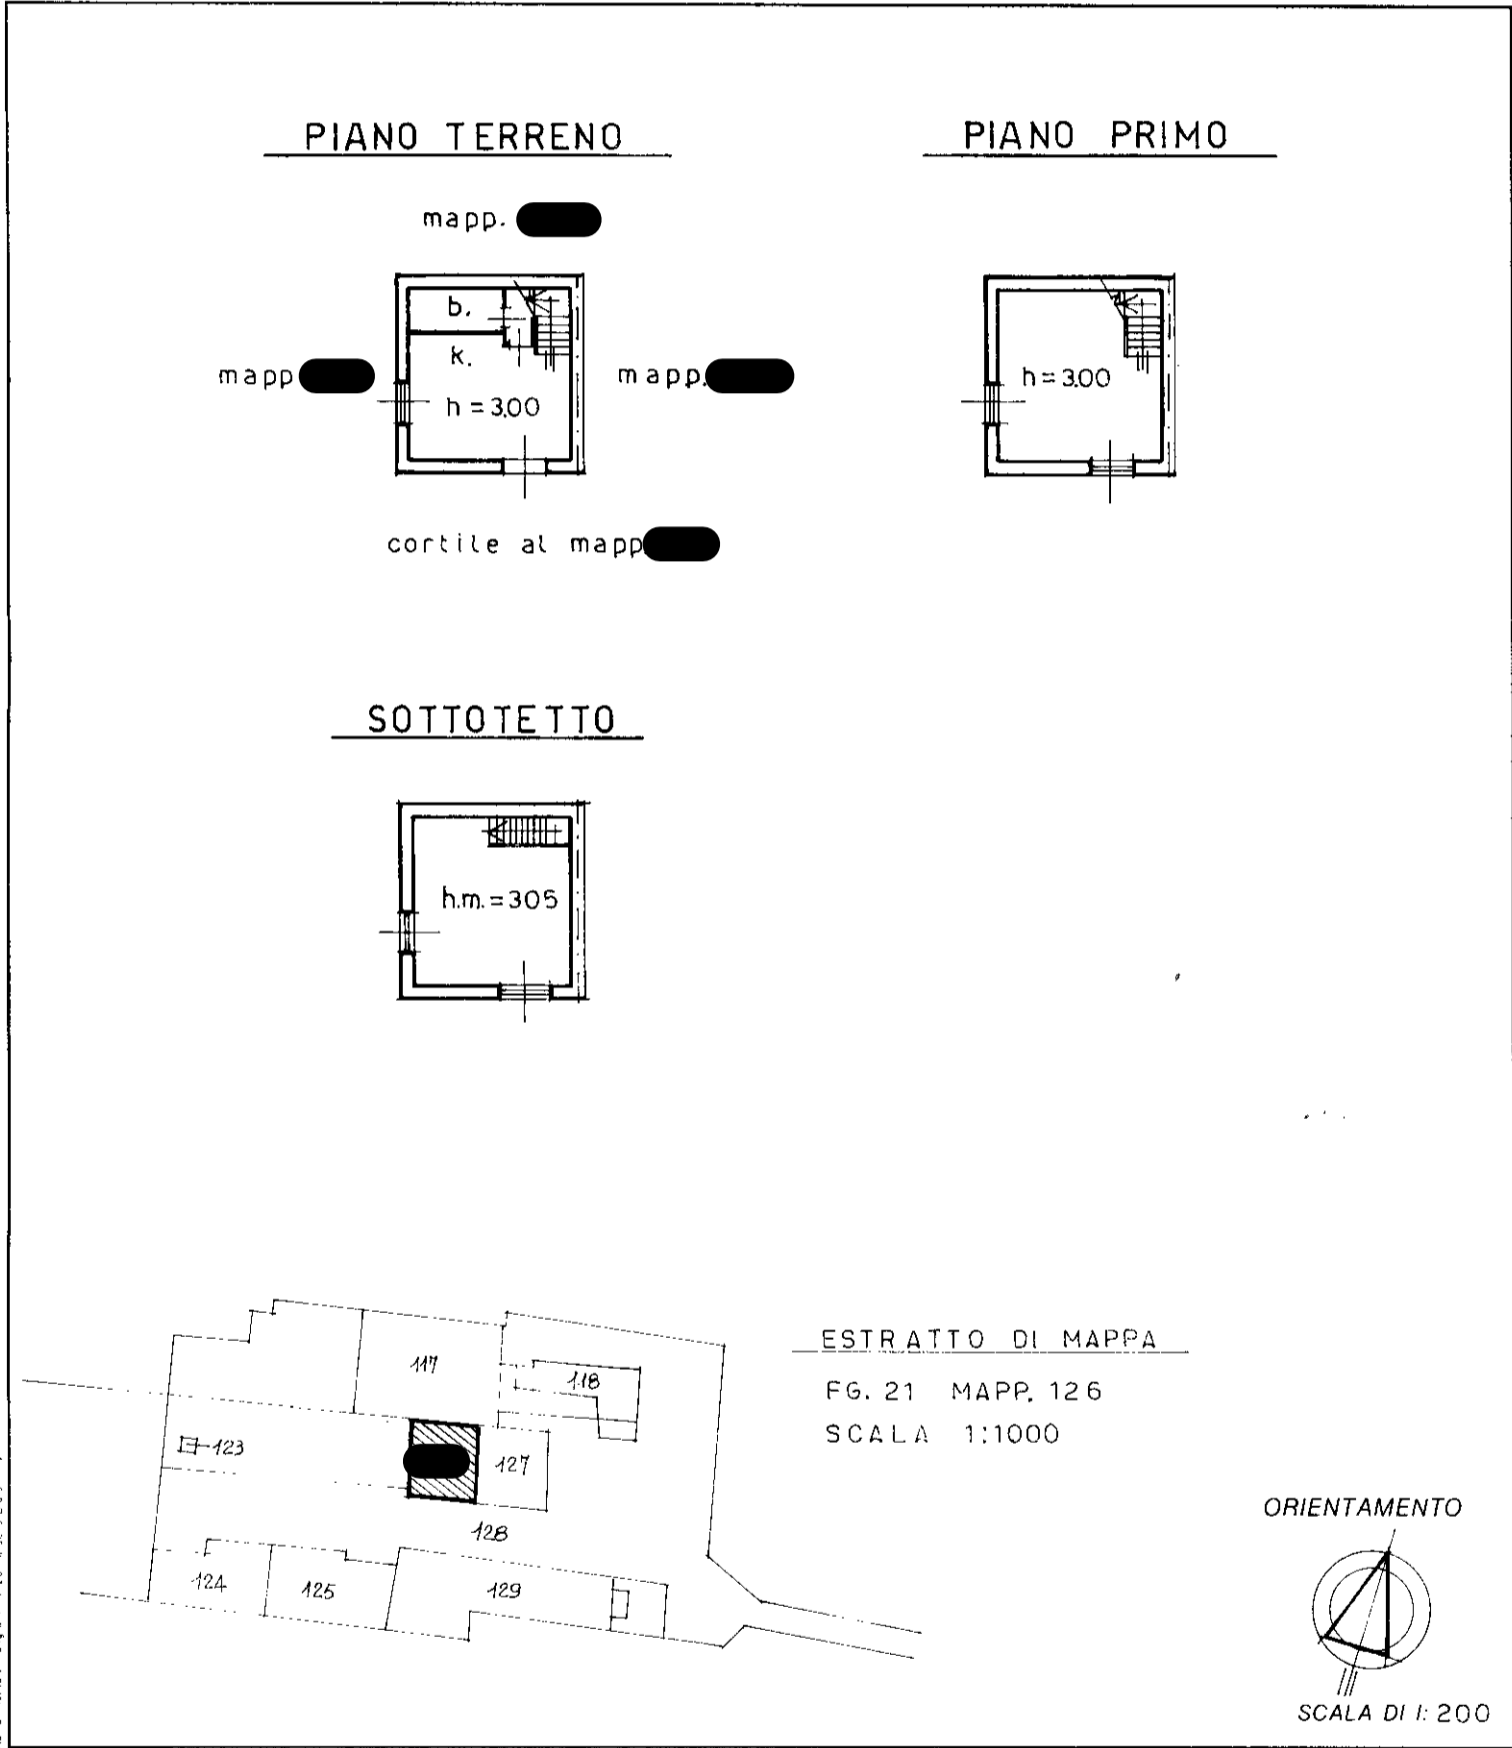 PIANO TERRENO
PIANO PRIMO
mapp.
b.
k.
mapp
mapp.
h = 3.00
h = 3.00
cortile al mapp
SOTTOTETTO
h.m. = 305
ESTRATTO DI MAPPA
FG. 21 MAPP. 126
SCALA 1:1000
117
118
123
127
128
124
125
129
ORIENTAMENTO
SCALA DI 1: 200